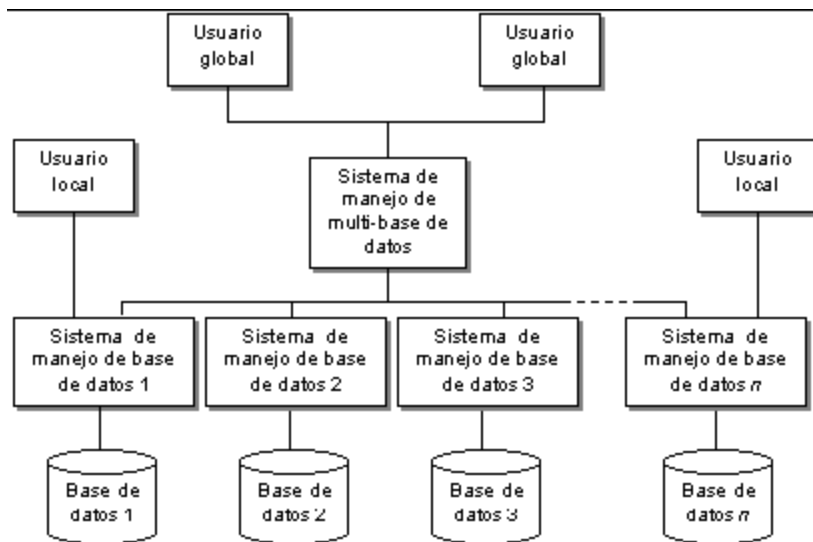 Usuario
global
Usuario
global
Usuario
local
Sistema de
manejo de
multi-base de
datos
Usuario
local
Sistema de
manejo de base
de datos 1
Sistema de
manejo de base
de datos 2
Sistema de
manejo de base
de datos 3
Sistema de
manejo de base
de datos n
Base de
datos 1
Base de
datos 2
Base de
datos 3
Base de
datos n